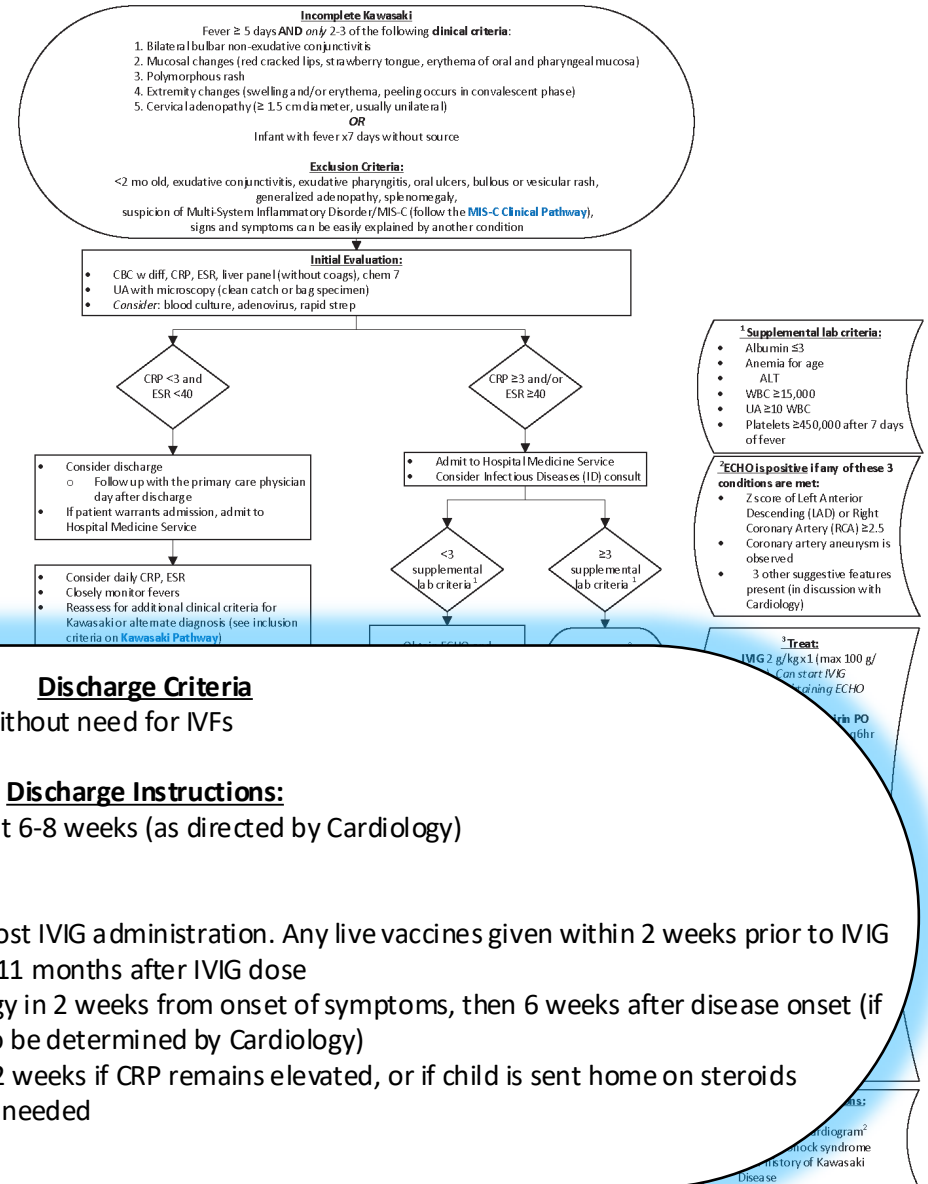 Incomplete Kawasaki
Fever ≥ 5 days AND only 2-3 of the following clinical criteria:
1. Bilateral bulbar non-exudative conjunctivitis
2. Mucosal changes (red cracked lips, strawberry tongue, erythema of oral and pharyngeal mucosa)
3. Polymorphous rash
4. Extremity changes (swelling and/or erythema, peeling occurs in convalescent phase)
5. Cervical adenopathy (≥ 1.5 cm diameter, usually unilateral)
OR
Infant with fever x7 days without source
Exclusion Criteria:
<2 mo old, exudative conjunctivitis, exudative pharyngitis, oral ulcers, bullous or vesicular rash,
generalized adenopathy, splenomegaly,
suspicion of Multi-System Inflammatory Disorder/MIS-C (follow the MIS-C Clinical Pathway),
signs and symptoms can be easily explained by another condition
Initial Evaluation:
• CBC w diff, CRP, ESR, liver panel (without coags), chem 7
• UA with microscopy (clean catch or bag specimen)
• Consider: blood culture, adenovirus, rapid strep
CRP <3 and
ESR <40
CRP ≥3 and/or
ESR ≥40
• Consider discharge
o Follow up with the primary care physician
day after discharge
• If patient warrants admission, admit to
Hospital Medicine Service
• Admit to Hospital Medicine Service
• Consider Infectious Diseases (ID) consult
<3
supplemental
lab criteria 1
≥3
supplemental
lab criteria 1
• Consider daily CRP, ESR
• Closely monitor fevers
• Reassess for additional clinical criteria for
Kawasaki or alternate diagnosis (see inclusion
criteria on Kawasaki Pathway)
1 Supplemental lab criteria:
• Albumin ≤3
• Anemia for age
• ALT
• WBC ≥15,000
• UA ≥10 WBC
• Platelets ≥450,000 after 7 days
of fever
2 ECHO is positive if any of these 3
conditions are met:
• Z score of Left Anterior
Descending (LAD) or Right
Coronary Artery (RCA) ≥2.5
• Coronary artery aneurysm is
observed
• 3 other suggestive features
present (in discussion with
Cardiology)
3 Treat:
IVIG 2 g/kg x1 (max 100 g/
Can start IVIG
ECHO
PO
q6hr
Discharge Criteria
without need for IVFs
Discharge Instructions:
t 6-8 weeks (as directed by Cardiology)
ost IVIG administration. Any live vaccines given within 2 weeks prior to IVIG
11 months after IVIG dose
gy in 2 weeks from onset of symptoms, then 6 weeks after disease onset (if
o be determined by Cardiology)
2 weeks if CRP remains elevated, or if child is sent home on steroids
needed
ns:
rdiogram2
ock syndrome
history of Kawasaki
Disease